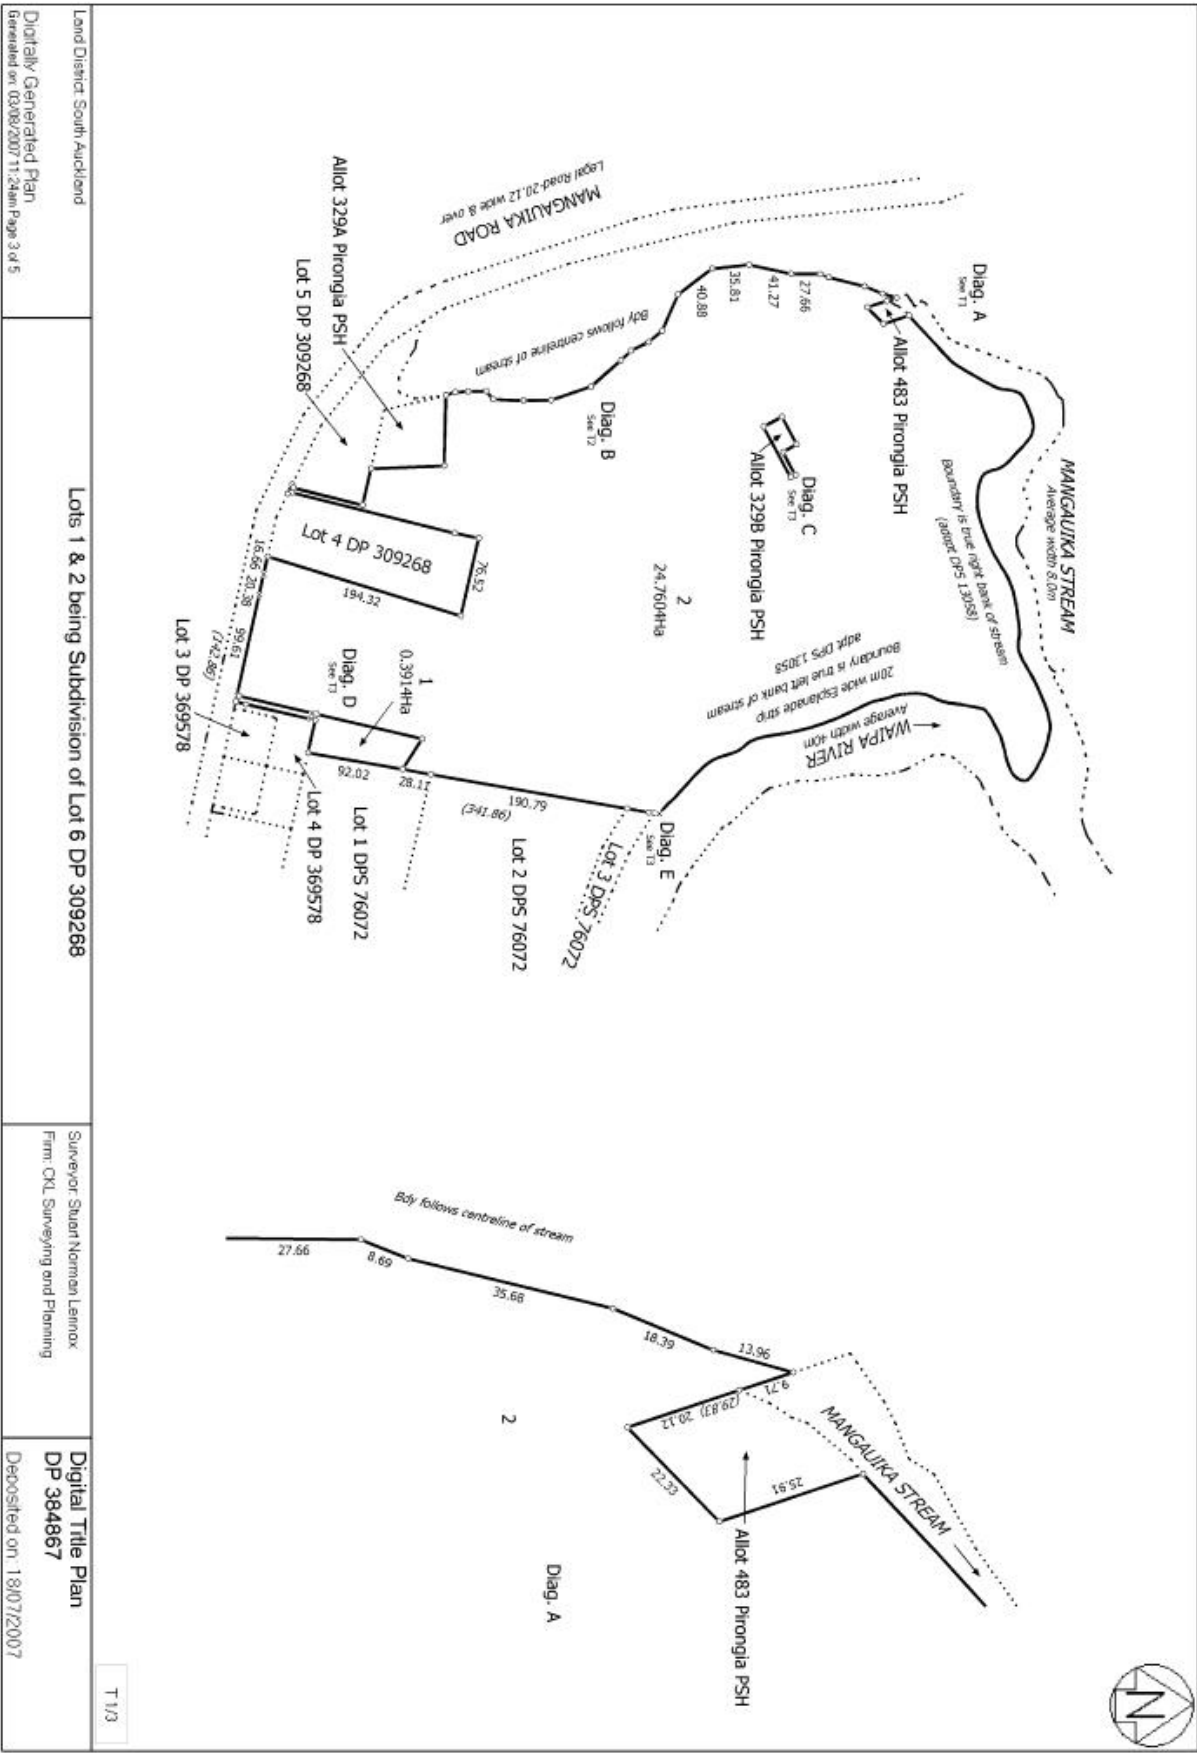 Diag. A
See T1
MANGAUIKA STREAM
Average width 8.0m
Allot 483 Pirongia PSH
Boundary is true right bank of stream
(adopt DPS 13058)
MANGAUIKA ROAD
Legal Road-20.12 wide & over
27.66
41.27
35.81
40.88
Bdy follows centreline of stream
Diag. C
See T3
Allot 329B Pirongia PSH
Diag. B
See T2
2
24.7604Ha
20m wide Esplanade strip
Boundary is true left bank of stream
adpt DPS 13058
WAIPA RIVER
Average width 40m
Allot 329A Pirongia PSH
Lot 5 DP 309268
Lot 4 DP 309268
76.52
194.32
16.66
20.38
99.61
(142.86)
Diag. D
See T3
1
0.3914Ha
92.02
28.11
190.79
(341.86)
Diag. E
See T3
Lot 3 DPS 76072
Lot 2 DPS 76072
Lot 1 DPS 76072
Lot 4 DP 369578
Lot 3 DP 369578
Bdy follows centreline of stream
27.66
8.69
35.68
18.39
13.96
9.71
(29.83)
20.12
22.33
25.91
MANGAUIKA STREAM
2
Allot 483 Pirongia PSH
Diag. A
N
T 1/3
Land District: South Auckland
Digitally Generated Plan
Generated on: 03/08/2007 11:24am Page 3 of 5
Lots 1 & 2 being Subdivision of Lot 6 DP 309268
Surveyor: Stuart Norman Lennox
Firm: CKL Surveying and Planning
Digital Title Plan
DP 384867
Deposited on: 18/07/2007